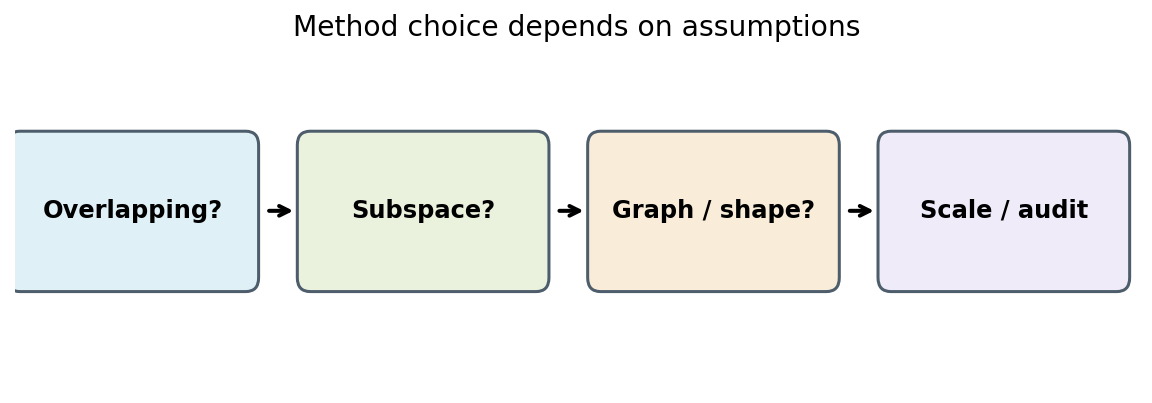 Method choice depends on assumptions
Overlapping?
Subspace?
Graph / shape?
Scale / audit